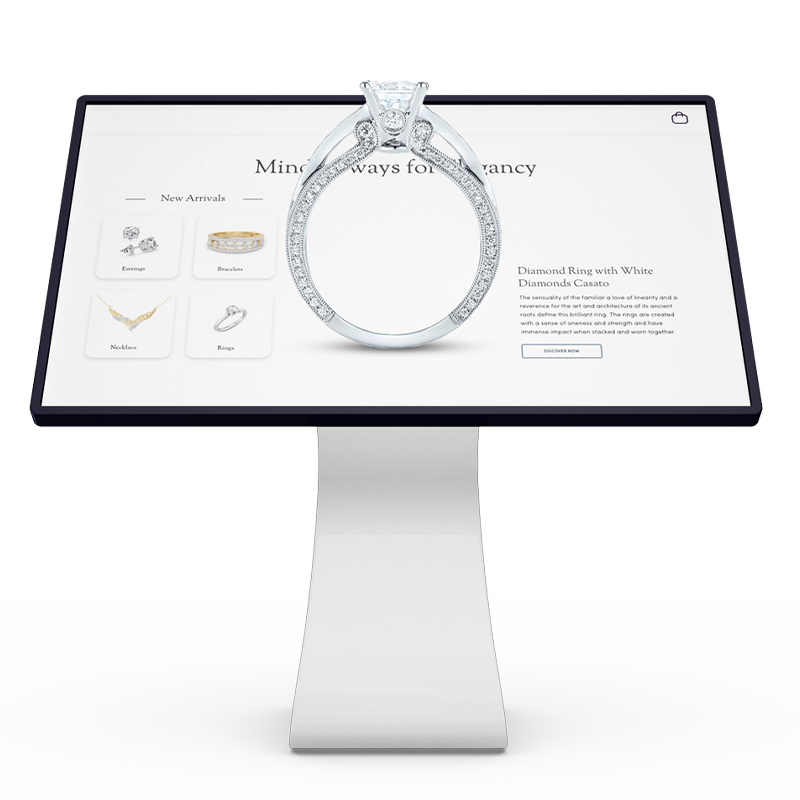 Mind ways for Elegancy
New Arrivals
Earrings
Bracelets
Necklace
Rings
Diamond Ring with White
Diamonds Casato
The sensuality of the familiar a love of linearity and a
reverence for the art and architecture of its ancient
roots define this brilliant ring. The rings are created
with a sense of oneness and strength and have
immense impact when stacked and worn together.
DISCOVER NOW